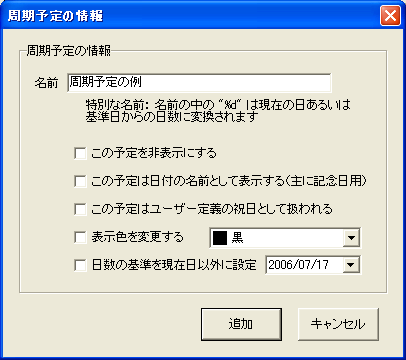 周期予定の情報
周期予定の情報
名前 周期予定の例
特別な名前: 名前の中の "%d" は現在の日あるいは
基準日からの日数に変換されます
この予定を非表示にする
この予定は日付の名前として表示する(主に記念日用)
この予定はユーザー定義の祝日として扱われる
表示色を変更する 黒
日数の基準を現在日以外に設定 2006/07/17
追加 キャンセル